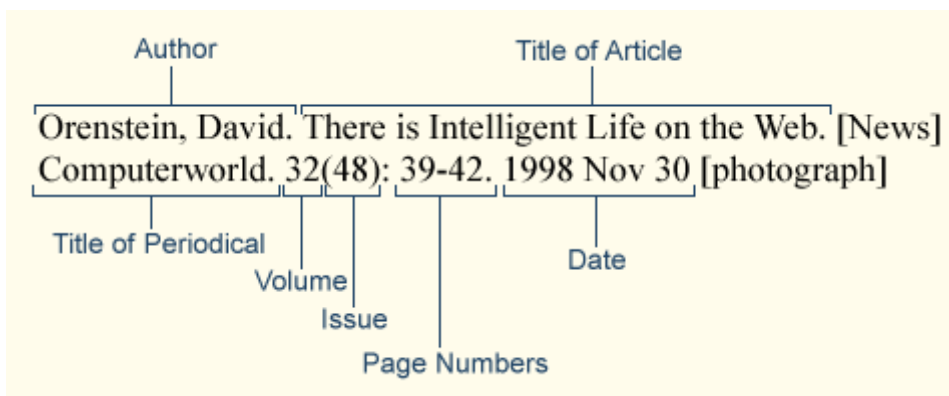 Author Title of Article
Orenstein, David. There is Intelligent Life on the Web. [News]
Computerworld. 32(48): 39-42. 1998 Nov 30 [photograph]
Title of Periodical
Date
Volume
Issue
Page Numbers